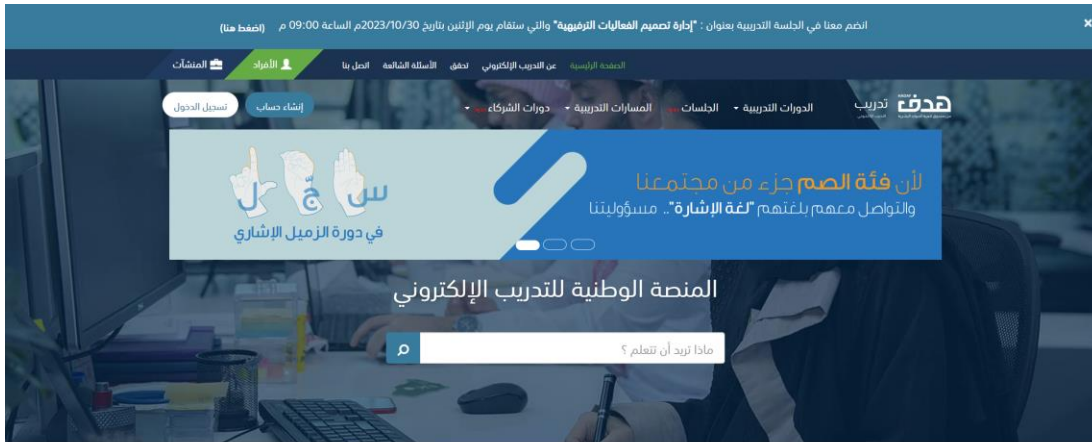 انضم معنا في الجلسة التدريبية بعنوان : "إدارة تصميم الفعاليات الترفيهية" والتي ستقام يوم الإثنين بتاريخ 2023/10/30م الساعة 09:00 م (اضغط هنا) ×
الصفحة الرئيسية عن التدريب الإلكتروني تحقق الأسئلة الشائعة اتصل بنا الأفراد المنشآت
هدف تدريب الدورات التدريبية الجلسات المسارات التدريبية دورات الشركاء إنشاء حساب تسجيل الدخول
لأن فئة الصم جزء من مجتمعنا
والتواصل معهم بلغتهم "لغة الإشارة".. مسؤوليتنا
س جّ ل
في دورة الزميل الإشاري
المنصة الوطنية للتدريب الإلكتروني
ماذا تريد أن تتعلم ؟